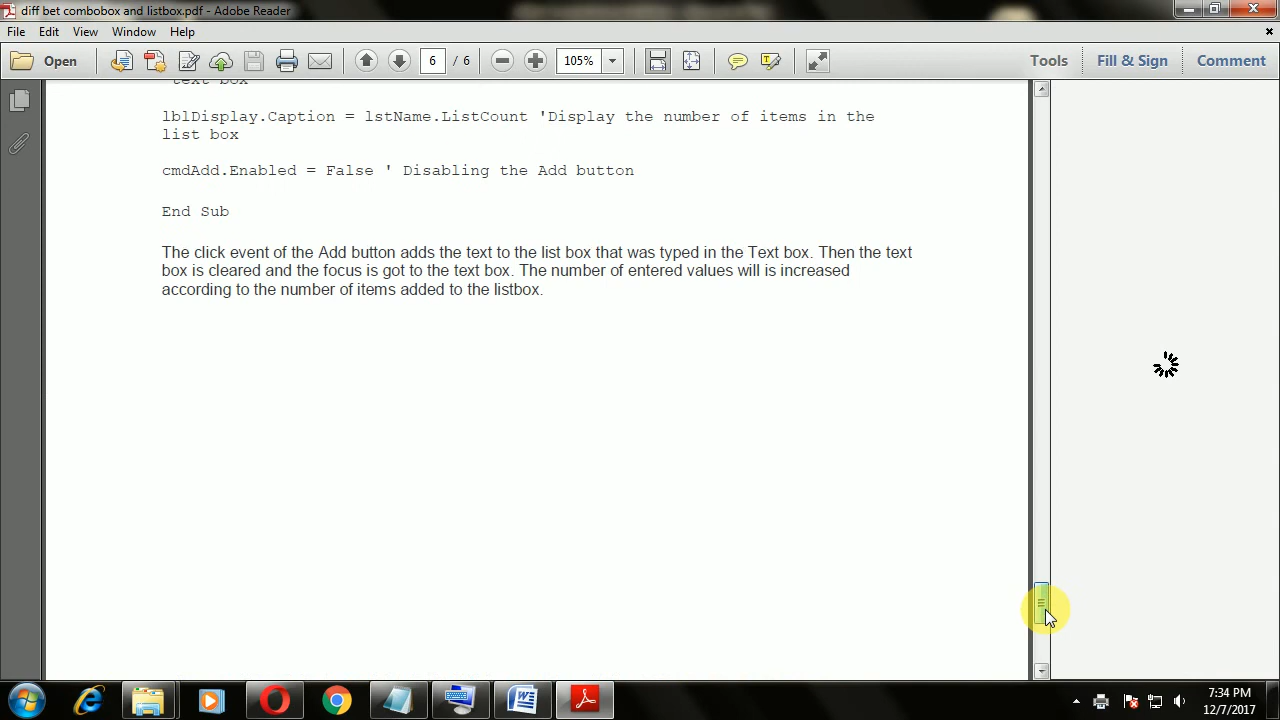 diff bet combobox and listbox.pdf - Adobe Reader
File Edit View Window Help
Open 6 / 6 105% Tools Fill & Sign Comment
text box
lblDisplay.Caption = lstName.ListCount 'Display the number of items in the
list box
cmdAdd.Enabled = False ' Disabling the Add button
End Sub
The click event of the Add button adds the text to the list box that was typed in the Text box. Then the text
box is cleared and the focus is got to the text box. The number of entered values will is increased
according to the number of items added to the listbox.
7:34 PM
12/7/2017